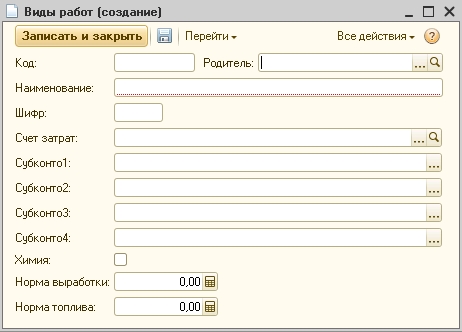 Виды работ (создание)
Записать и закрыть Перейти Все действия ?
Код: Родитель: ...
Наименование:
Шифр:
Счет затрат: ...
Субконто1: ...
Субконто2: ...
Субконто3: ...
Субконто4: ...
Химия:
Норма выработки: 0,00
Норма топлива: 0,00